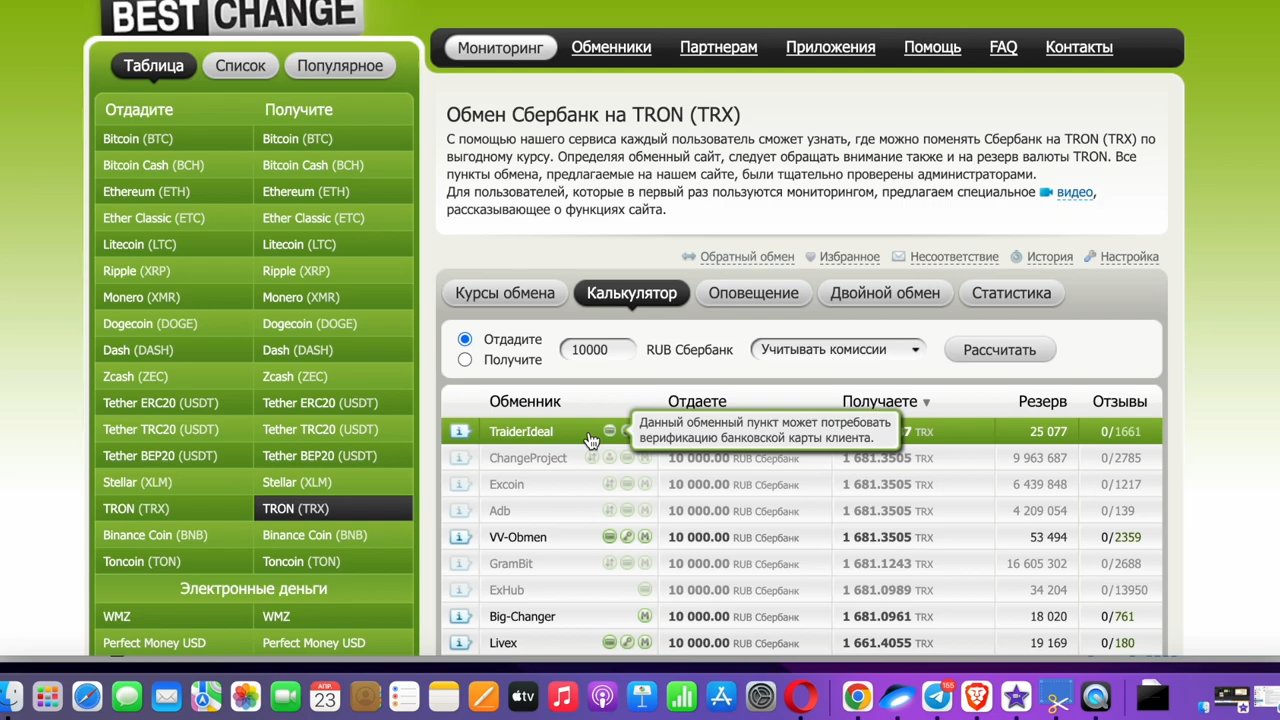 BEST CHANGE
Мониторинг Обменники Партнерам Приложения Помощь FAQ Контакты
Таблица Список Популярное
Отдадите Получите
Bitcoin (BTC) Bitcoin (BTC)
Bitcoin Cash (BCH) Bitcoin Cash (BCH)
Ethereum (ETH) Ethereum (ETH)
Ether Classic (ETC) Ether Classic (ETC)
Litecoin (LTC) Litecoin (LTC)
Ripple (XRP) Ripple (XRP)
Monero (XMR) Monero (XMR)
Dogecoin (DOGE) Dogecoin (DOGE)
Dash (DASH) Dash (DASH)
Zcash (ZEC) Zcash (ZEC)
Tether ERC20 (USDT) Tether ERC20 (USDT)
Tether TRC20 (USDT) Tether TRC20 (USDT)
Tether BEP20 (USDT) Tether BEP20 (USDT)
Stellar (XLM) Stellar (XLM)
TRON (TRX) TRON (TRX)
Binance Coin (BNB) Binance Coin (BNB)
Toncoin (TON) Toncoin (TON)
Электронные деньги
WMZ WMZ
Perfect Money USD Perfect Money USD
Обмен Сбербанк на TRON (TRX)
С помощью нашего сервиса каждый пользователь сможет узнать, где можно поменять Сбербанк на TRON (TRX) по
выгодному курсу. Определяя обменный сайт, следует обращать внимание также и на резерв валюты TRON. Все
пункты обмена, предлагаемые на нашем сайте, были тщательно проверены администраторами.
Для пользователей, которые в первый раз пользуются мониторингом, предлагаем специальное видео,
рассказывающее о функциях сайта.
Обратный обмен Избранное Несоответствие История Настройка
Курсы обмена Калькулятор Оповещение Двойной обмен Статистика
Отдадите
Получите
10000 RUB Сбербанк Учитывать комиссии Рассчитать
Обменник Отдаете Получаете Резерв Отзывы
TraiderIdeal 7 TRX 25 077 0/1661
Данный обменный пункт может потребовать
верификацию банковской карты клиента.
ChangeProject 10 000.00 RUB Сбербанк 1 681.3505 TRX 9 963 687 0/2785
Excoin 10 000.00 RUB Сбербанк 1 681.3505 TRX 6 439 848 0/1217
Adb 10 000.00 RUB Сбербанк 1 681.3505 TRX 4 209 054 0/139
VV-Obmen 10 000.00 RUB Сбербанк 1 681.3505 TRX 53 494 0/2359
GramBit 10 000.00 RUB Сбербанк 1 681.1243 TRX 16 605 302 0/2688
ExHub 10 000.00 RUB Сбербанк 1 681.0989 TRX 34 204 0/13950
Big-Changer 10 000.00 RUB Сбербанк 1 681.0961 TRX 18 020 0/761
Livex 10 000.00 RUB Сбербанк 1 661.4055 TRX 19 169 0/180
АПР.
23
tv
156